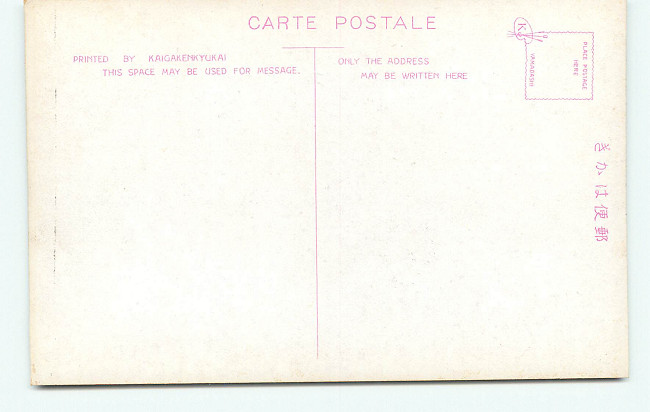 CARTE POSTALE
PRINTED BY KAIGAKENKYUKAI
THIS SPACE MAY BE USED FOR MESSAGE.
ONLY THE ADDRESS
MAY BE WRITTEN HERE
K
YAMADASHI
PLACE POSTAGE
HERE
きかは便郵